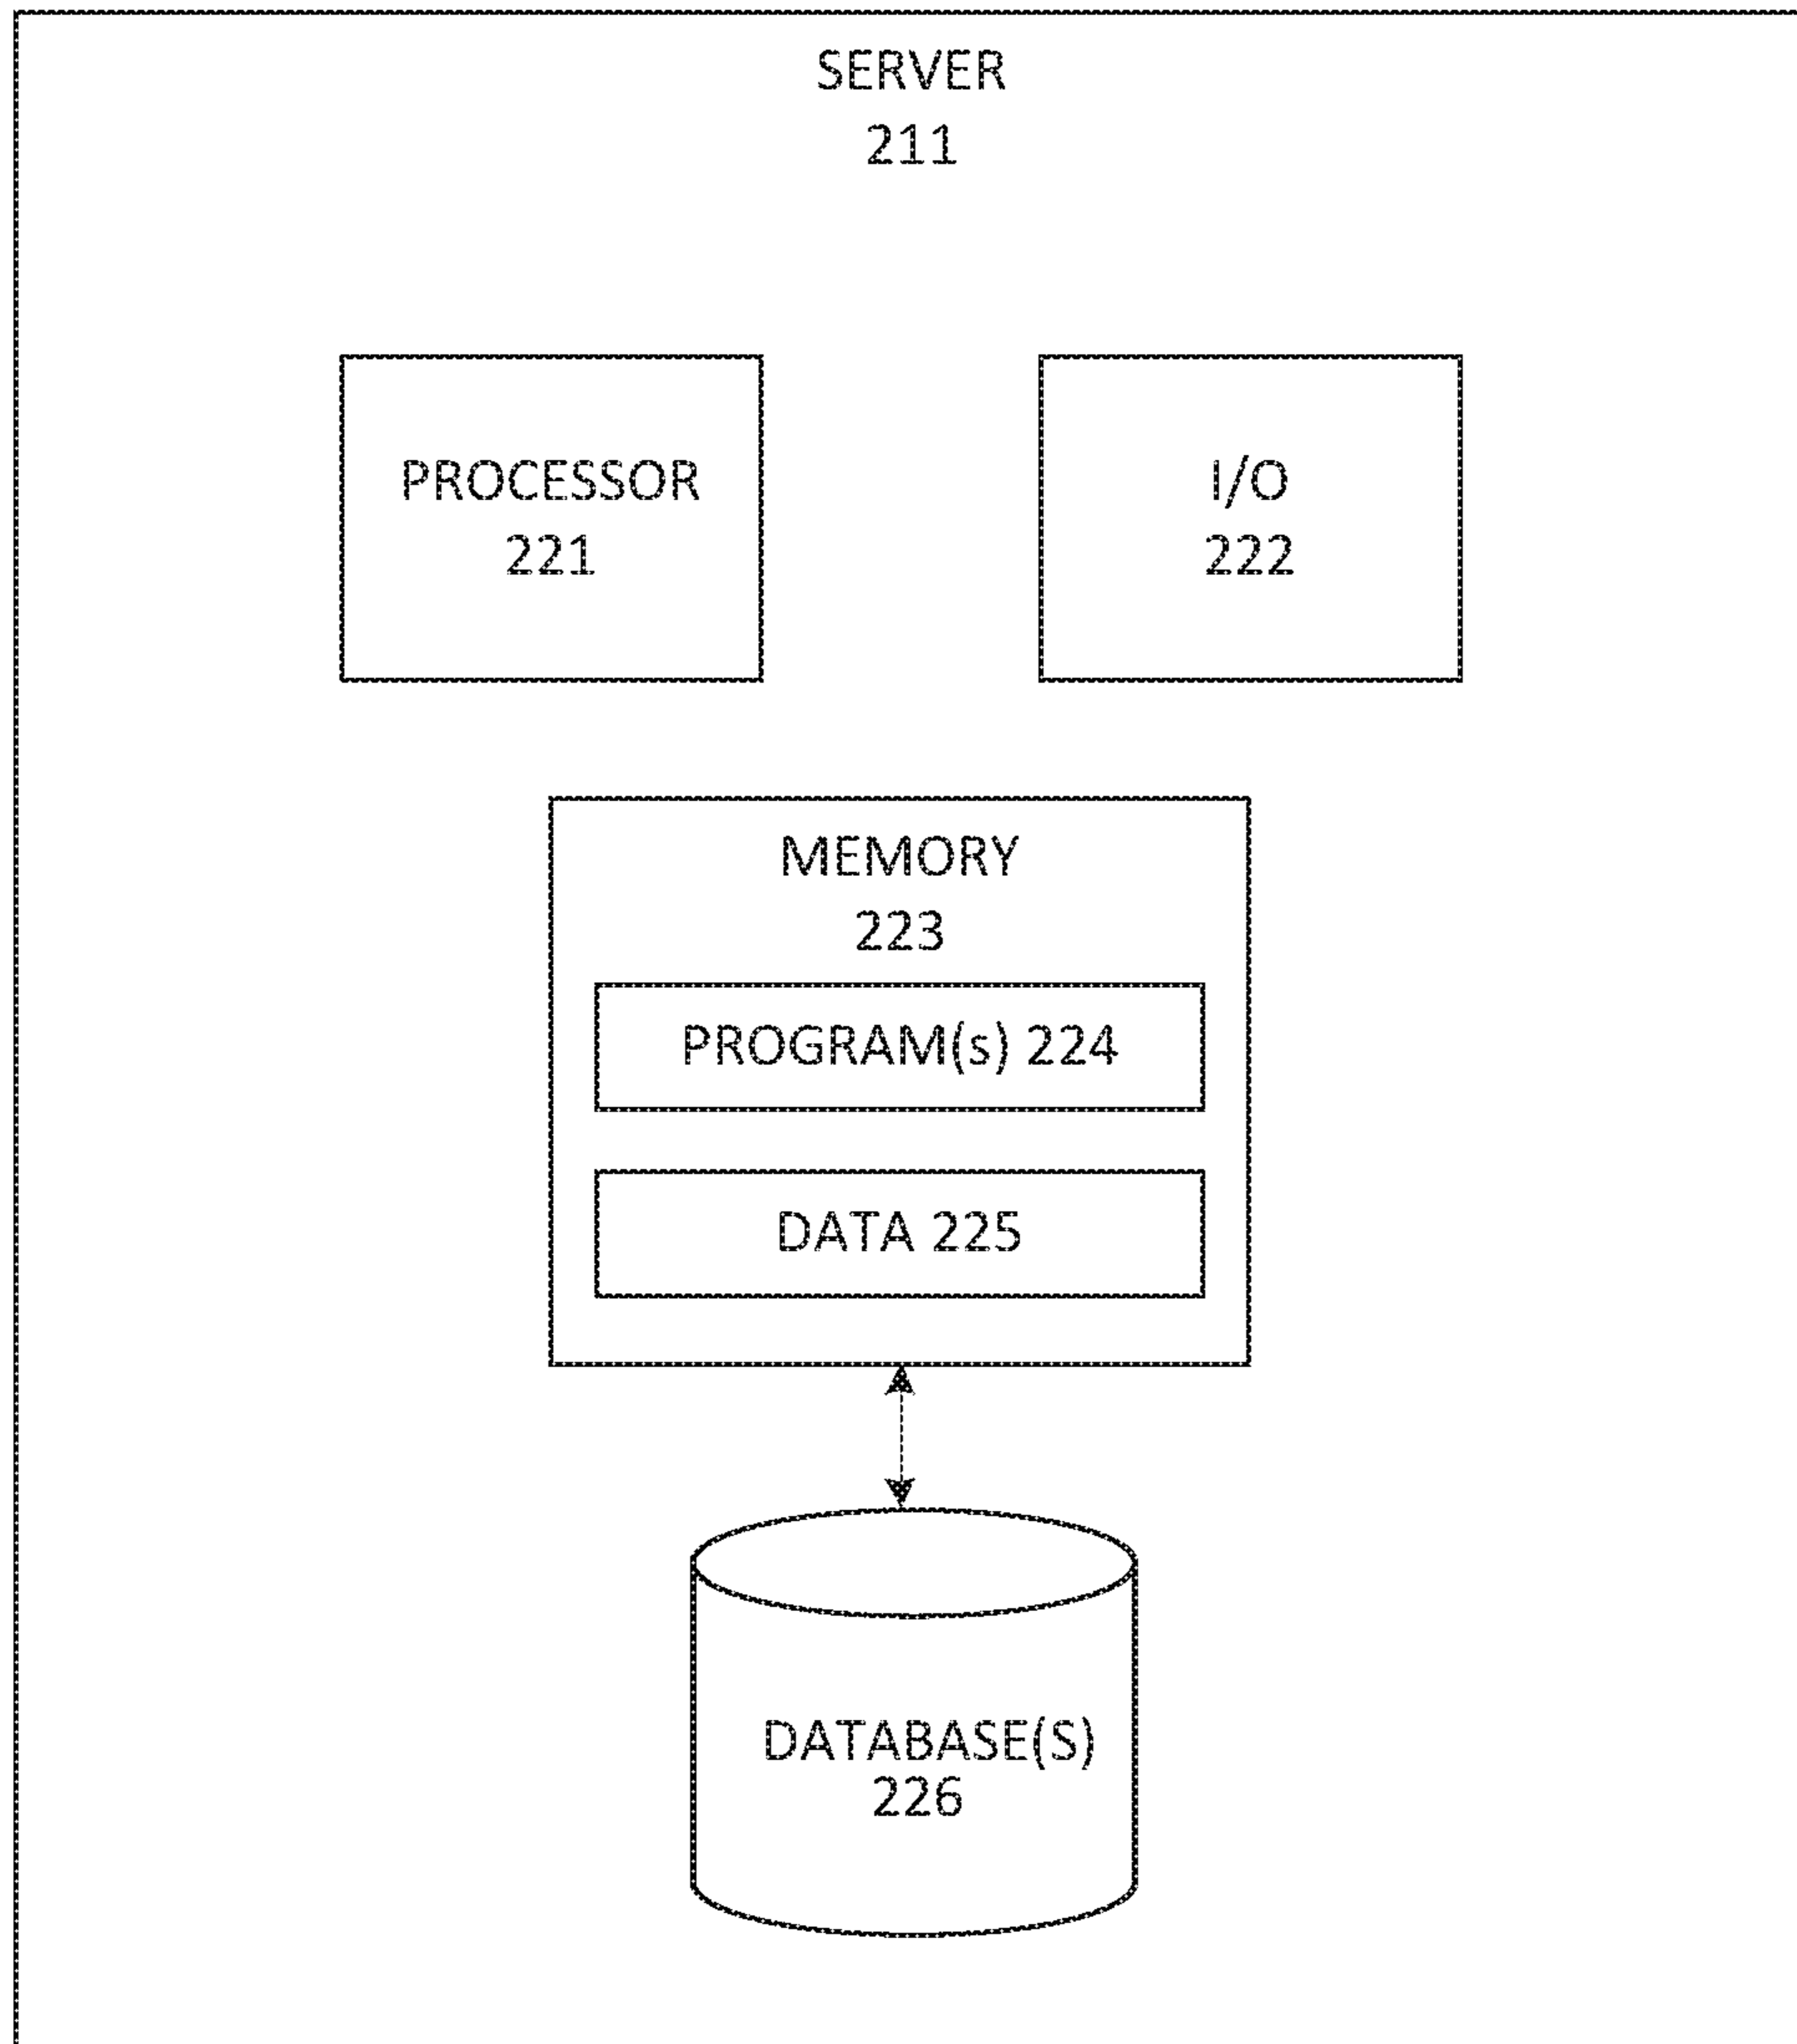 SERVER
211
PROCESSOR
221
I/O
222
MEMORY
223
PROGRAM(s) 224
DATA 225
DATABASE(S)
226